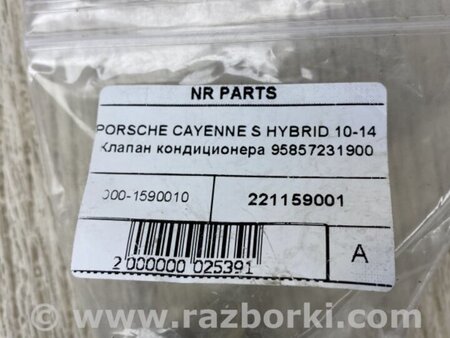 NR PARTS
PORSCHE CAYENNE S HYBRID 10-14
Клапан кондиционера 95857231900
000-1590010
221159001
2 000000 025391
A
www.razborki.com